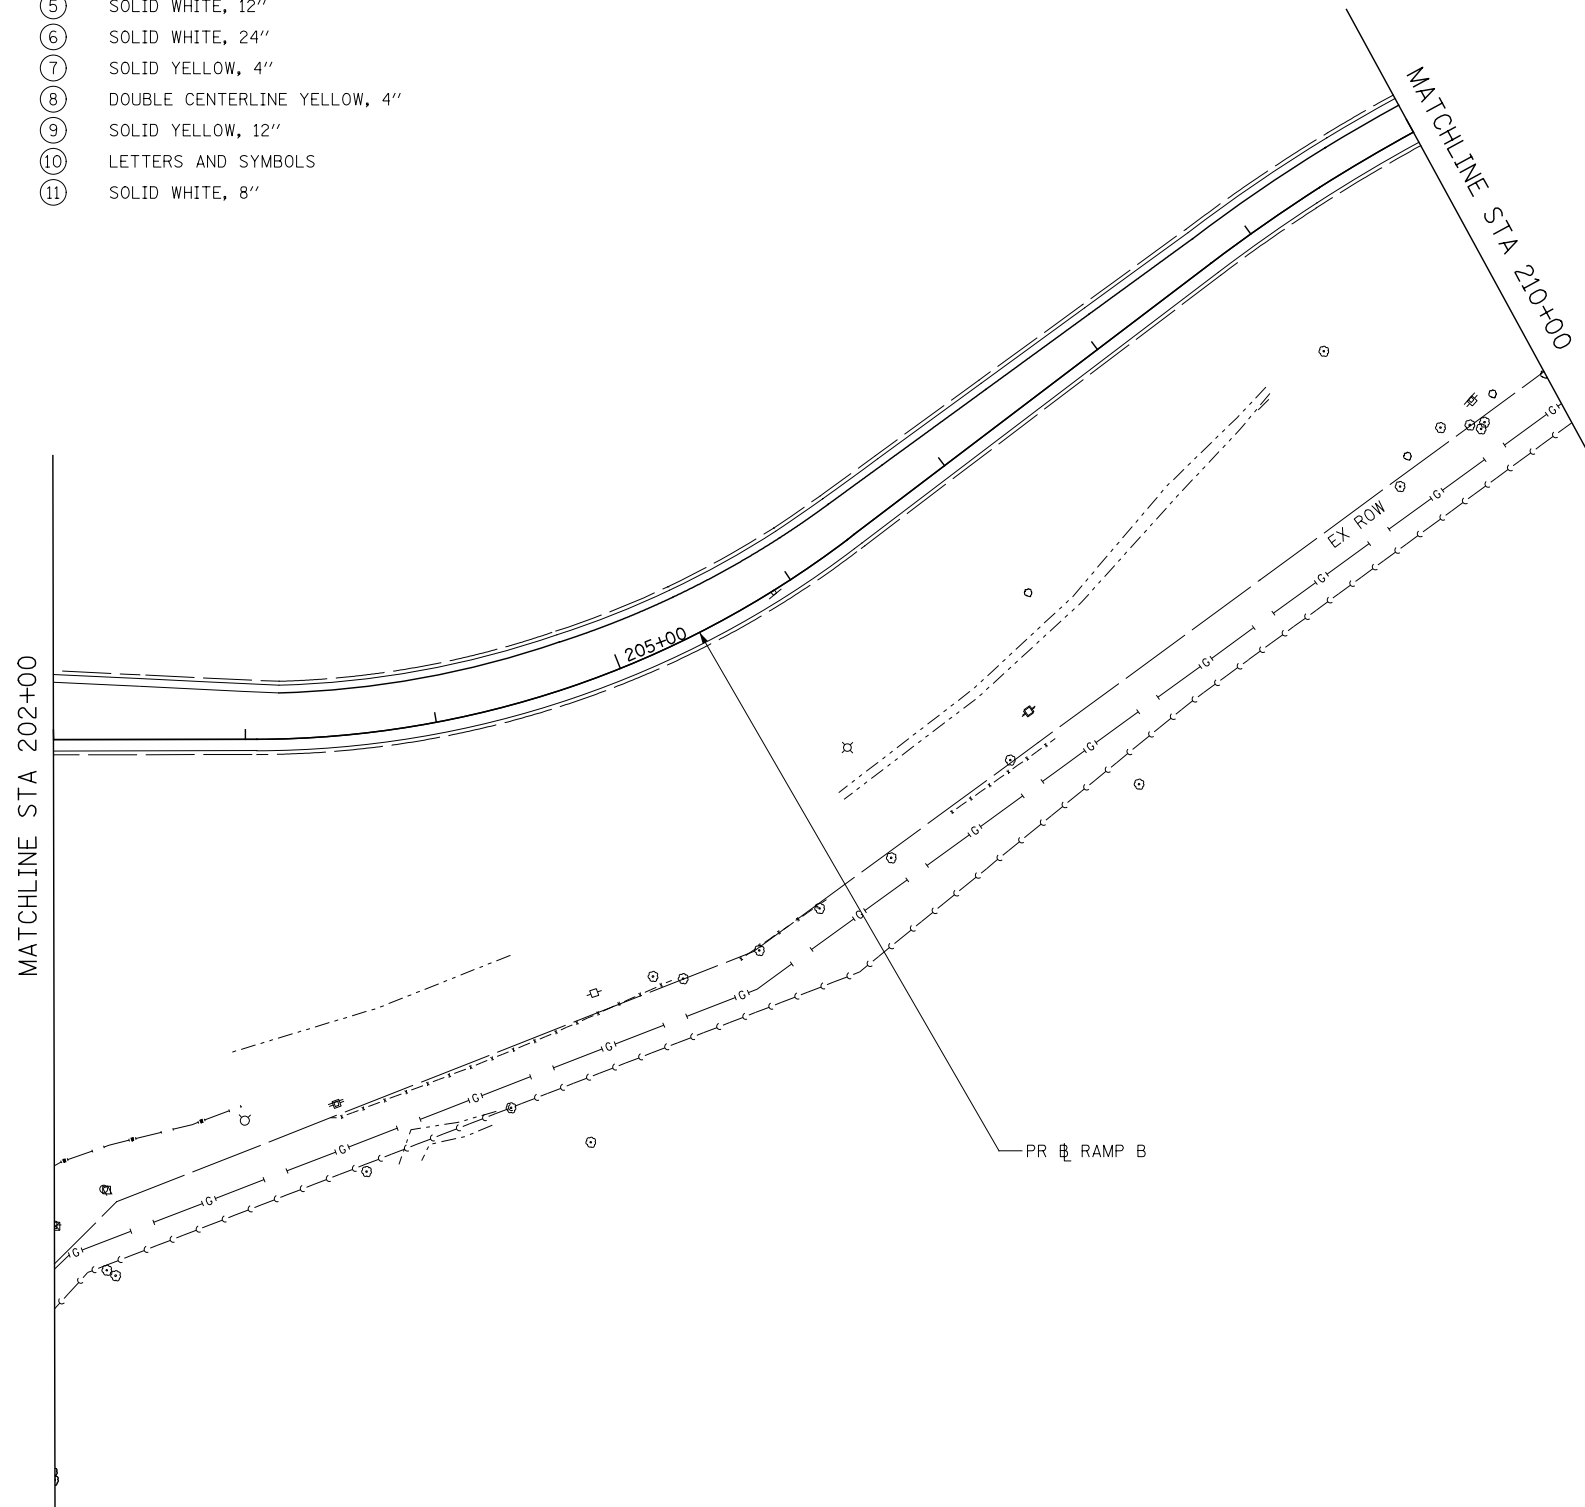 5 SOLID WHITE, 12"
6 SOLID WHITE, 24"
7 SOLID YELLOW, 4"
8 DOUBLE CENTERLINE YELLOW, 4"
9 SOLID YELLOW, 12"
10 LETTERS AND SYMBOLS
11 SOLID WHITE, 8"
MATCHLINE STA 210+00
EX ROW
205+00
MATCHLINE STA 202+00
G
G
G
G
G
G
G
G
G
G
G
G
G
PR ℄ RAMP B